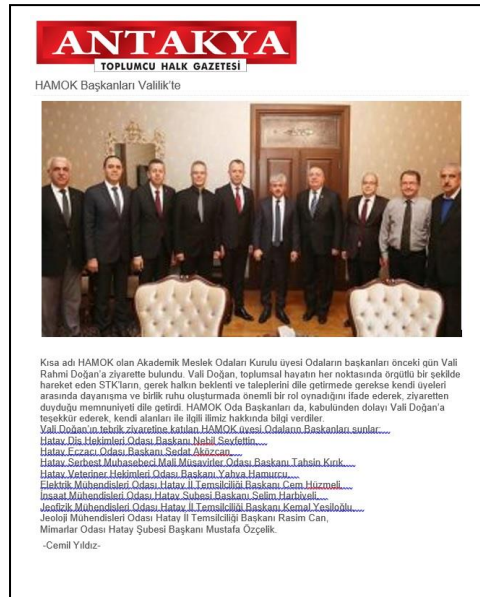 ANTAKYA
TOPLUMCU HALK GAZETESİ
HAMOK Başkanları Valilik'te
Kısa adı HAMOK olan Akademik Meslek Odaları Kurulu üyesi Odaların başkanları önceki gün Vali
Rahmi Doğan'a ziyarette bulundu. Vali Doğan, toplumsal hayatın her noktasında örgütlü bir şekilde
hareket eden STK'ların, gerek halkın beklenti ve taleplerini dile getirmede gerekse kendi üyeleri
arasında dayanışma ve birlik ruhu oluşturmada önemli bir rol oynadığını ifade ederek, ziyaretten
duyduğu memnuniyeti dile getirdi. HAMOK Oda Başkanları da, kabulünden dolayı Vali Doğan'a
teşekkür ederek, kendi alanları ile ilgili ilimiz hakkında bilgi verdiler.
Vali Doğan'ın tebrik ziyaretine katılan HAMOK üyesi Odaların Başkanları şunlar:
Hatay Diş Hekimleri Odası Başkanı Nebil Seyfettin,
Hatay Eczacı Odası Başkanı Sedat Aközcan,
Hatay Serbest Muhasebeci Mali Müşavirler Odası Başkanı Tahsin Kırık,
Hatay Veteriner Hekimleri Odası Başkanı Yahya Hamurcu,
Elektrik Mühendisleri Odası Hatay İl Temsilciliği Başkanı Cem Hüzmeli,
İnşaat Mühendisleri Odası Hatay Şubesi Başkanı Selim Harbiyeli,
Jeofizik Mühendisleri Odası Hatay İl Temsilciliği Başkanı Kemal Yeşiloğlu,
Jeoloji Mühendisleri Odası Hatay İl Temsilciliği Başkanı Rasim Can,
Mimarlar Odası Hatay Şubesi Başkanı Mustafa Özçelik.
-Cemil Yıldız-